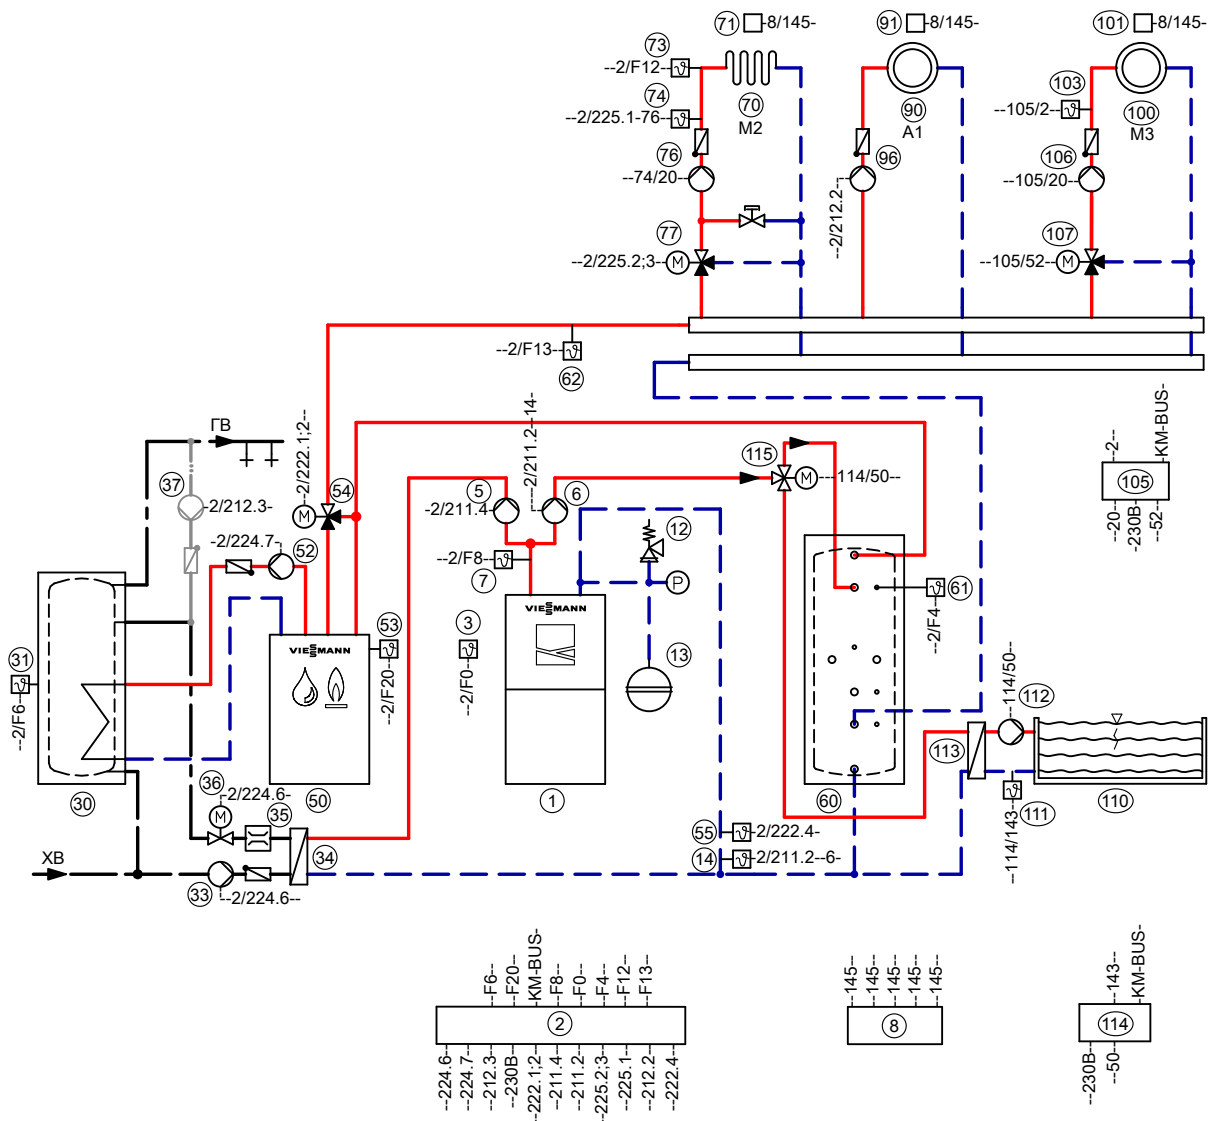 71 -8/145-
91 -8/145-
101 -8/145-
73
--2/F12--
74
--2/225.1-76--
70
M2
90
A1
103
--105/2--
100
M3
76
--74/20--
96
--2/212.2--
106
--105/20--
77
--2/225.2;3-- M
107
--105/52-- M
--2/F13--
62
ГВ
--2/222.1;2--
--2/211.2--14--
115
M --114/50--
--2--
-KM-BUS-
105
--20--
-230B-
--52--
37
-2/212.3-
54
M
5
-2/211.4-
6
12
-2/224.7-
52
--2/F8--
7
P
61
--2/F4--
VIESSMANN
VIESSMANN
53
--2/F20--
3
--2/F0--
31
--2/F6--
13
--114/50--
112
113
36
-2/224.6-
M
35
30
50
1
60
111
110
--114/143--
55 -2/222.4-
14 -2/211.2--6-
ХВ
34
33
--2/224.6--
--F6--
--F20--
-KM-BUS-
--F8--
--F0--
--F4--
--F12--
--F13--
2
--224.6--
--224.7--
--212.3--
--230B--
--222.1;2--
--211.4--
--211.2--
--225.2;3--
--225.1--
--212.2--
--222.4--
-145--
-145--
-145--
-145--
-145--
8
--143--
-KM-BUS-
114
--230B--
--50--